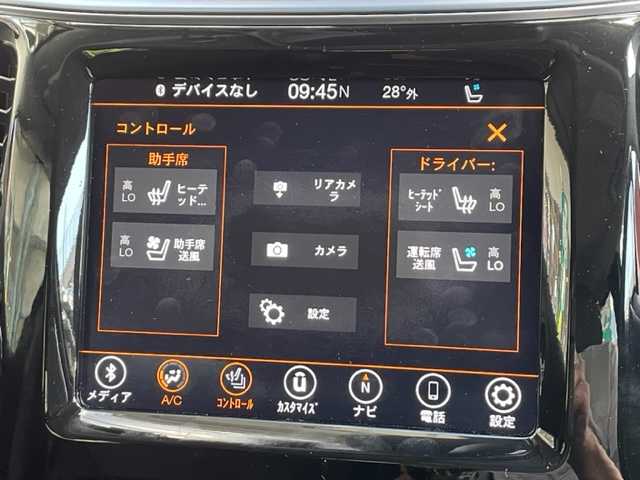 デバイスなし
09:45N
28°外
コントロール
助手席
高
LO
ヒーテ
ッド...
高
LO
助手席
送風
リアカメ
ラ
カメラ
設定
ドライバー:
ヒーテッド
シート
高
LO
運転席
送風
高
LO
メディア
A/C
コントロール
カスタマイズ
N
ナビ
電話
設定